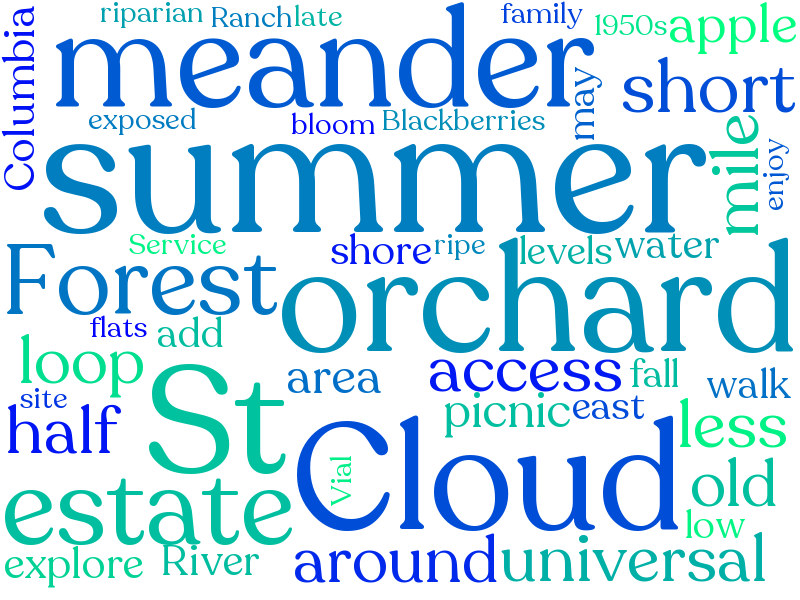 riparian Ranch late family 1950s apple
Columbia meander may short
exposed bloom Blackberries
summer mile enjoy
Service shore ripe levels water
Forest orchard
flats add
loop area access fall walk
site St picnic east less
half Cloud
Vial old
estate low
explore River around universal